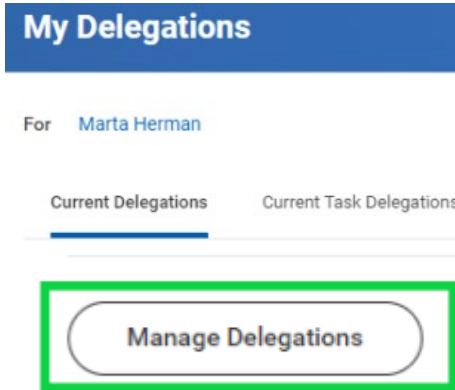 My Delegations
For Marta Herman
Current Delegations Current Task Delegations
Manage Delegations